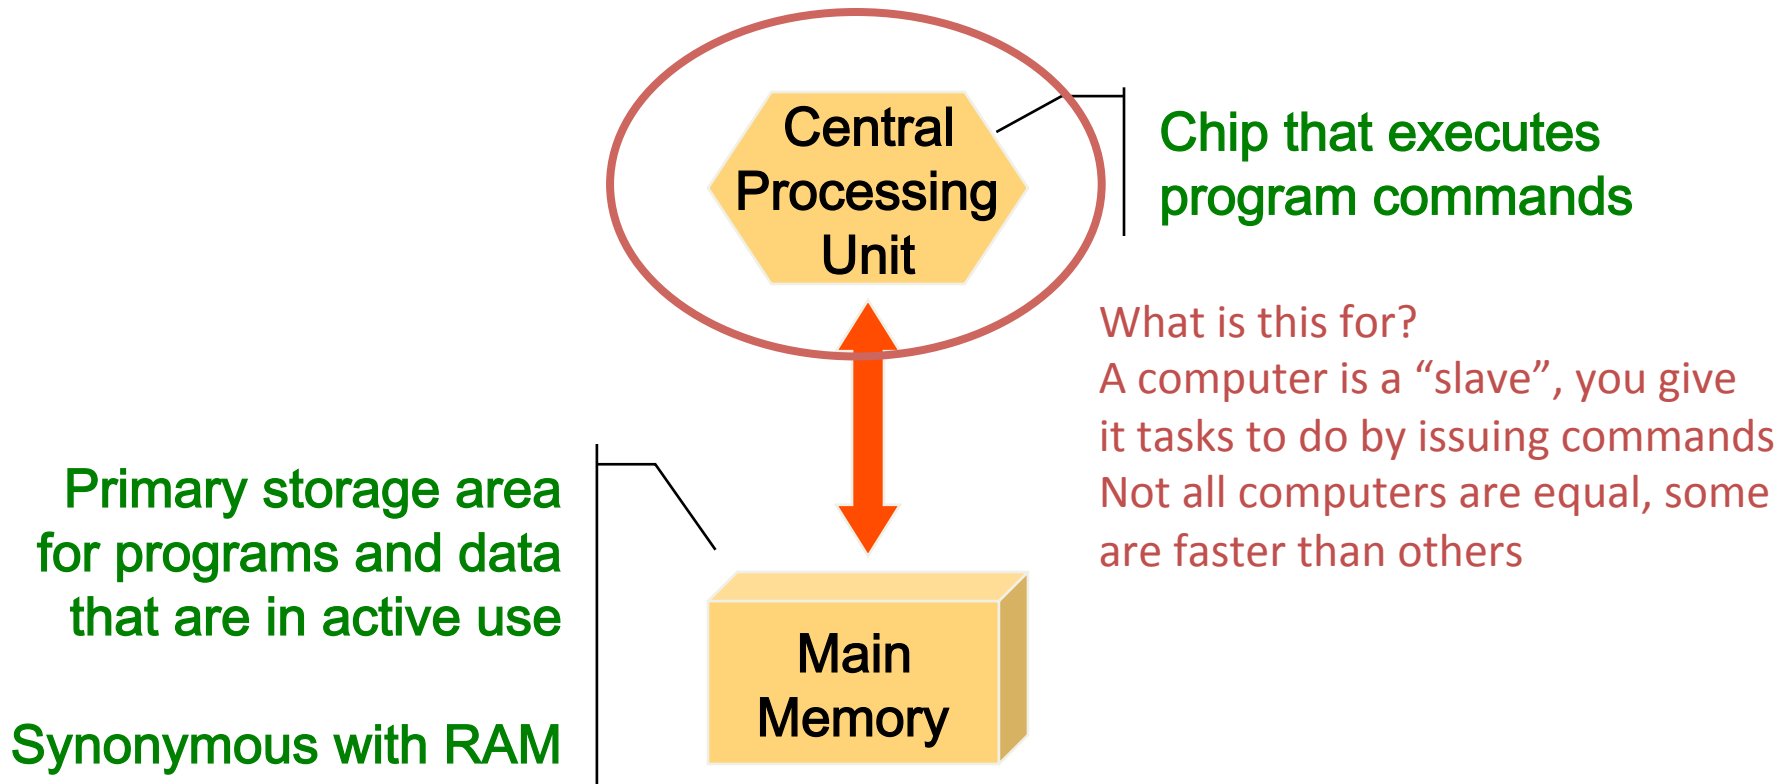 Central
Processing
Unit
Chip that executes
program commands
What is this for?
A computer is a “slave”, you give
it tasks to do by issuing commands
Not all computers are equal, some
are faster than others
Primary storage area
for programs and data
that are in active use
Synonymous with RAM
Main
Memory